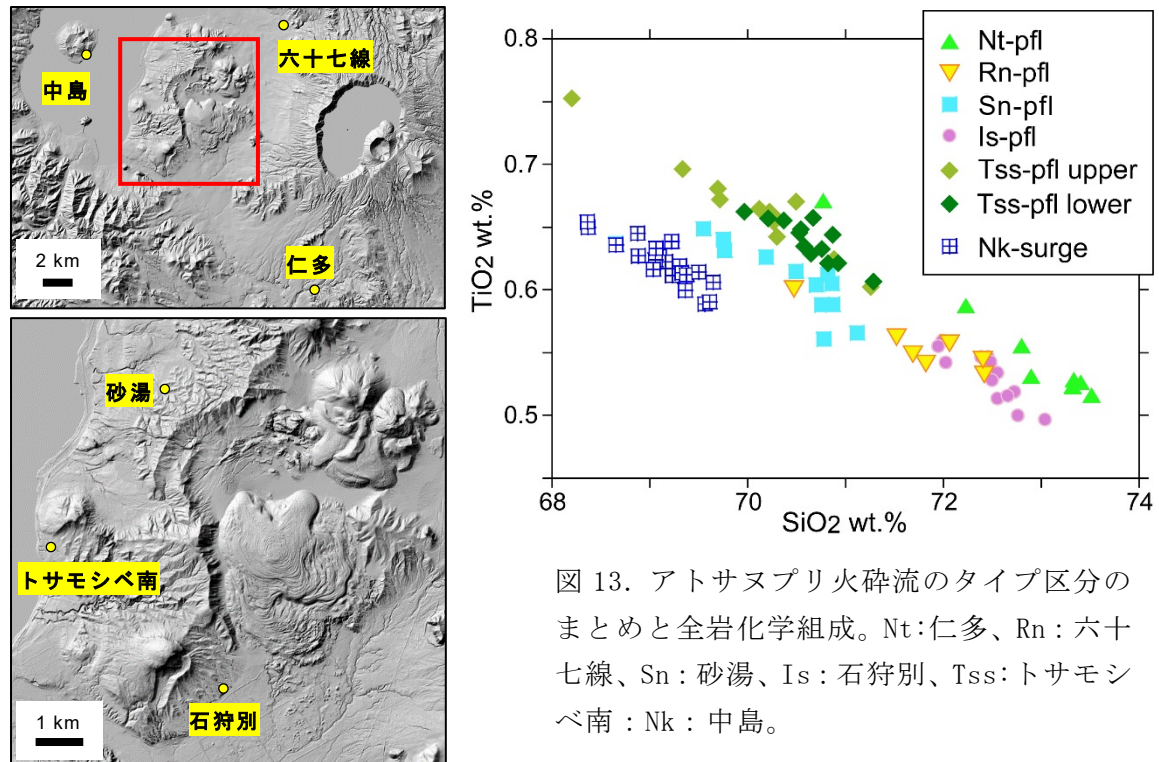 中島
六十七線
仁多
2 km
砂湯
トサモシベ南
石狩別
1 km
0.8
0.7
0.6
0.5
TiO2 wt.%
68
70
72
74
SiO2 wt.%
Nt-pfl
Rn-pfl
Sn-pfl
Is-pfl
Tss-pfl upper
Tss-pfl lower
Nk-surge
図 13. アトサヌプリ火砕流のタイプ区分の
まとめと全岩化学組成。Nt:仁多、Rn：六十
七線、Sn：砂湯、Is：石狩別、Tss:トサモシ
ベ南：Nk：中島。